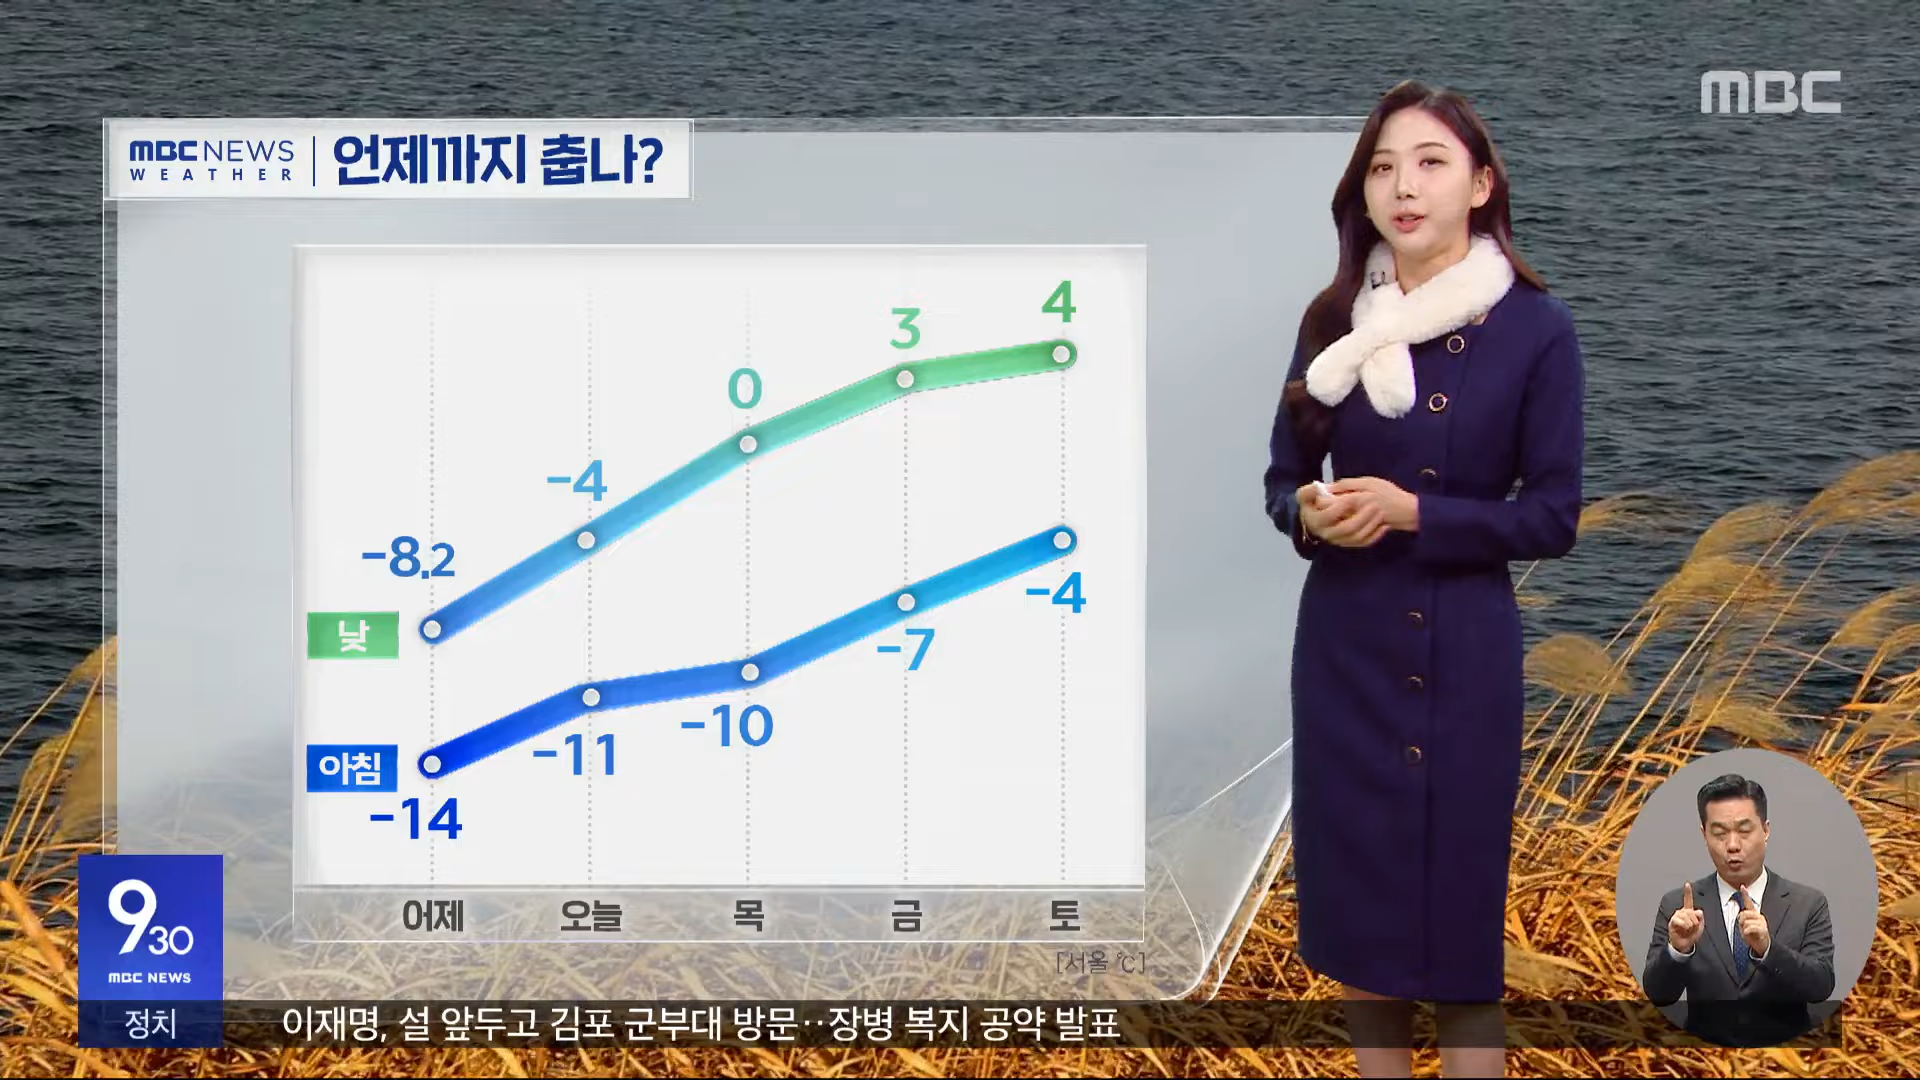 MBC
MBC NEWS
WEATHER
언제까지 춥나?
4
3
0
-4
-8.2
낮
-4
-7
-10
-11
아침
-14
어제 오늘 목 금 토
[서울 ℃]
9 30
MBC NEWS
정치
이재명, 설 앞두고 김포 군부대 방문‥장병 복지 공약 발표